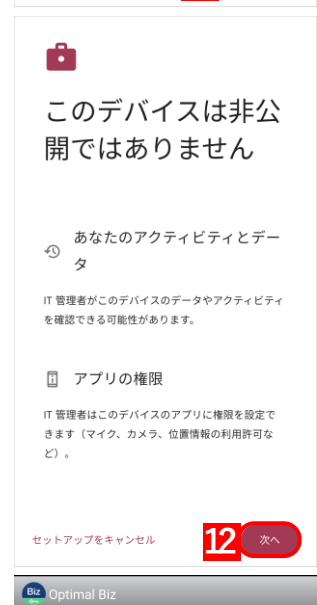 このデバイスは非公
開ではありません
あなたのアクティビティとデー
タ
IT 管理者がこのデバイスのデータやアクティビティ
を確認できる可能性があります。
アプリの権限
IT 管理者はこのデバイスのアプリに権限を設定で
きます（マイク、カメラ、位置情報の利用許可な
ど）。
セットアップをキャンセル 12 次へ
Biz Optimal Biz